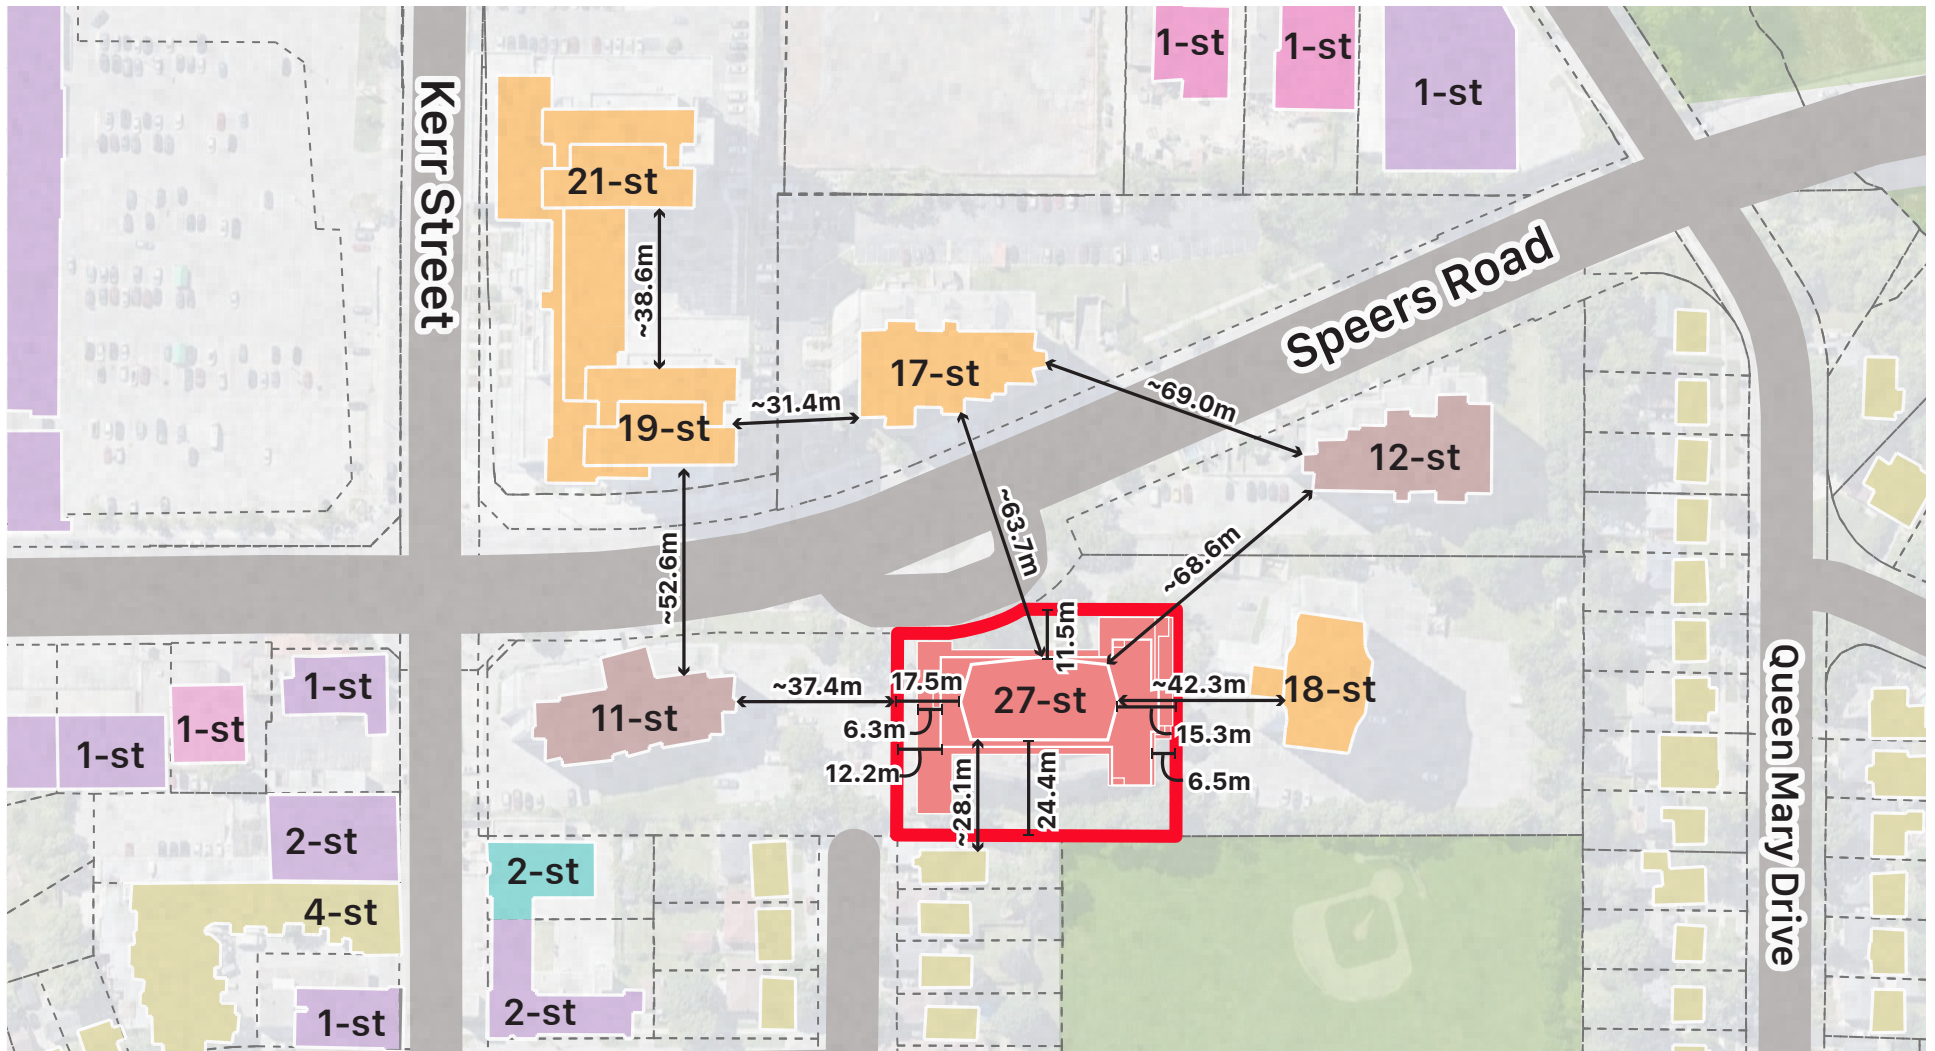 1-st
1-st
1-st
Kerr Street
21-st
~38.6m
Speers Road
17-st
~31.4m
~69.0m
19-st
12-st
~52.6m
~63.7m
~68.6m
11.5m
1-st
17.5m
~37.4m
~42.3m
18-st
27-st
11-st
1-st
1-st
6.3m
15.3m
12.2m
6.5m
~28.1m
24.4m
Queen Mary Drive
2-st
2-st
4-st
2-st
1-st